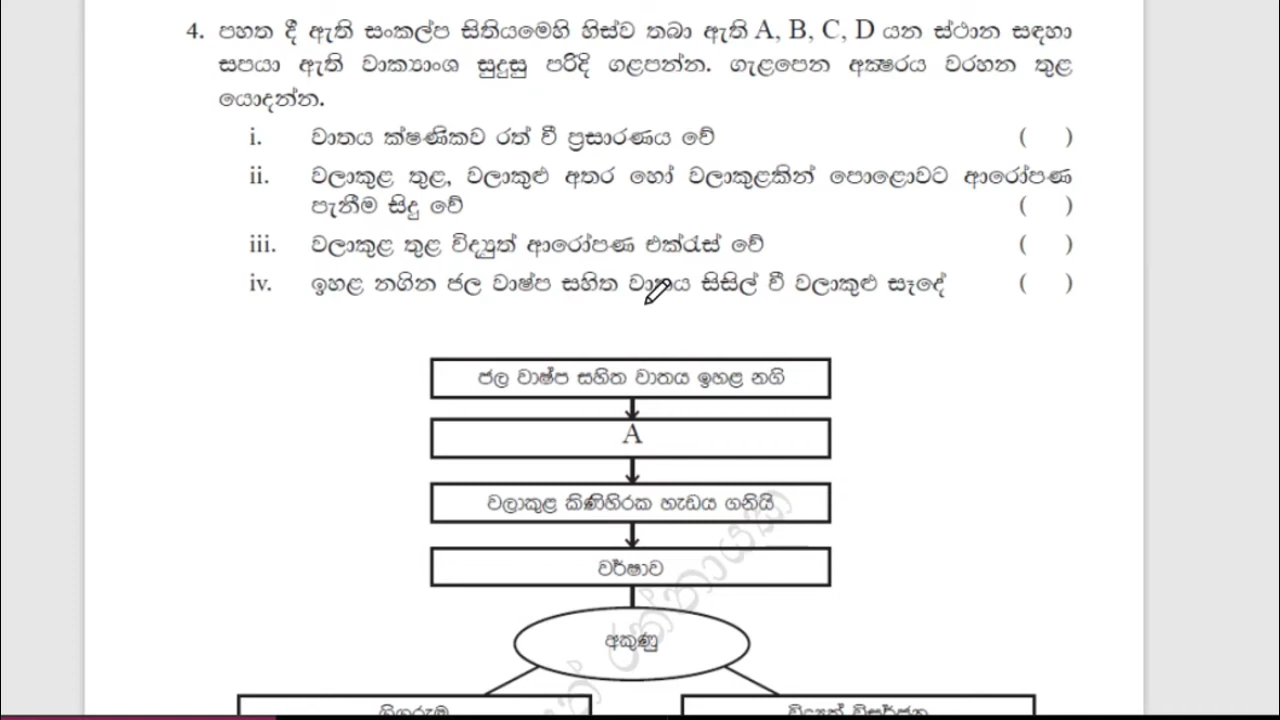 4. පහත දී ඇති සංකල්ප සිතියමෙහි හිස්ව තබා ඇති A, B, C, D යන ස්ථාන සඳහා
සපයා ඇති වාක්‍යාංශ සුදුසු පරිදි ගළපන්න. ගැළපෙන අක්‍ෂරය වරහන තුළ
යොදන්න.
i. වාතය ක්ෂණිකව රත් වී ප්‍රසාරණය වේ ( )
ii. වලාකුළ තුළ, වලාකුළු අතර හෝ වලාකුළකින් පොළොවට ආරෝපණ
පැනීම සිදු වේ ( )
iii. වලාකුළ තුළ විද්‍යුත් ආරෝපණ එක්රැස් වේ ( )
iv. ඉහළ නගින ජල වාෂ්ප සහිත වාතය සිසිල් වී වලාකුළු සෑදේ ( )
ජල වාෂ්ප සහිත වාතය ඉහළ නගී
A
වලාකුළ කිණිහිරක හැඩය ගනියි
වර්ෂාව
අකුණු
ගිගුරුම
විද්‍යුත් විසර්ජන